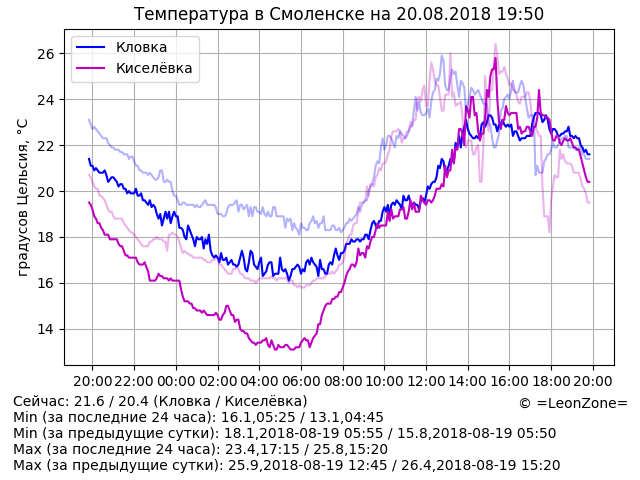 Температура в Смоленске на 20.08.2018 19:50
Кловка
Киселёвка
градусов Цельсия, °C
26
24
22
20
18
16
14
20:00 22:00 00:00 02:00 04:00 06:00 08:00 10:00 12:00 14:00 16:00 18:00 20:00
Сейчас: 21.6 / 20.4 (Кловка / Киселёвка)
© =LeonZone=
Min (за последние 24 часа): 16.1,05:25 / 13.1,04:45
Min (за предыдущие сутки): 18.1,2018-08-19 05:55 / 15.8,2018-08-19 05:50
Max (за последние 24 часа): 23.4,17:15 / 25.8,15:20
Max (за предыдущие сутки): 25.9,2018-08-19 12:45 / 26.4,2018-08-19 15:20